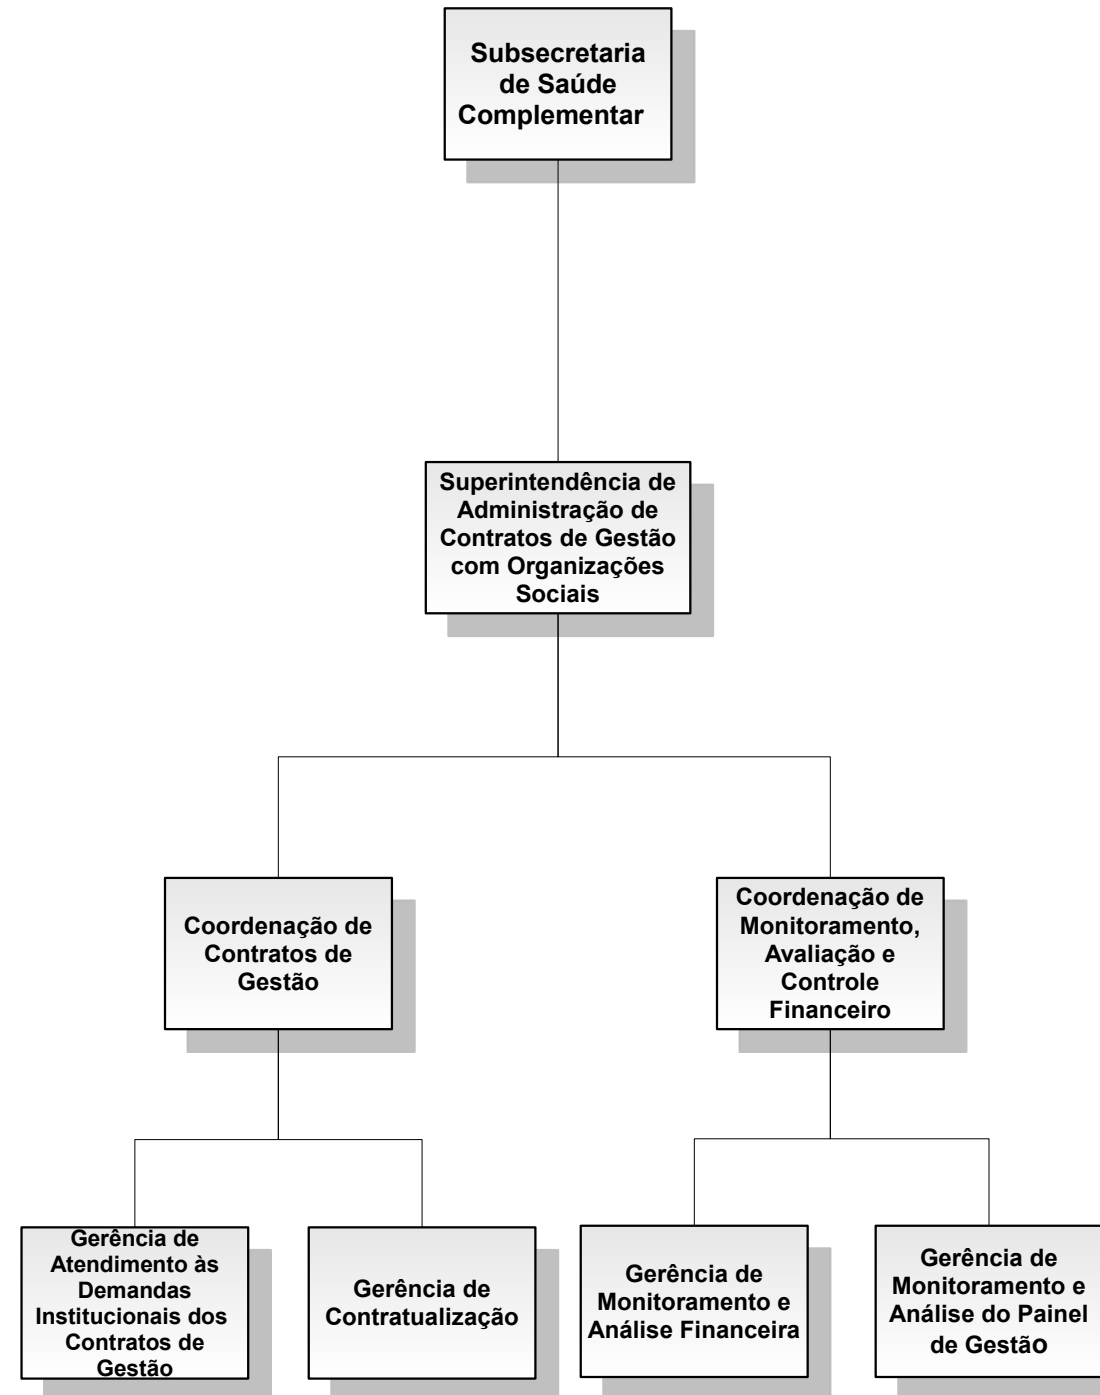 Subsecretaria
de Saúde
Complementar
Superintendência de
Administração de
Contratos de Gestão
com Organizações
Sociais
Coordenação de
Contratos de
Gestão
Coordenação de
Monitoramento,
Avaliação e
Controle
Financeiro
Gerência de
Atendimento às
Demandas
Institucionais dos
Contratos de
Gestão
Gerência de
Contratualização
Gerência de
Monitoramento e
Análise Financeira
Gerência de
Monitoramento e
Análise do Painel
de Gestão